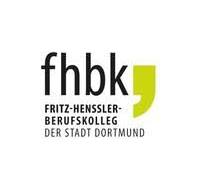 fhbk,
FRITZ-HENSSLER-
BERUFSKOLLEG
DER STADT DORTMUND